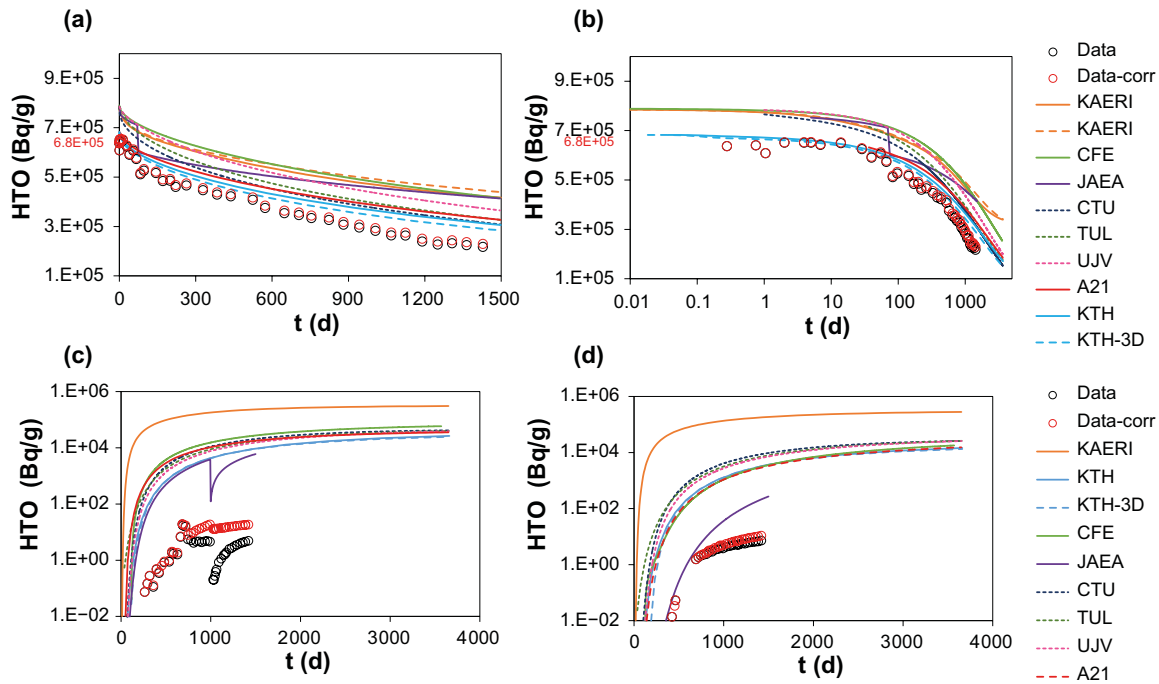 (a)
9.E+05
7.E+05
6.8E+05
5.E+05
3.E+05
1.E+05
HTO (Bq/g)
0 300 600 900 1200 1500
t (d)
(b)
9.E+05
7.E+05
6.8E+05
5.E+05
3.E+05
1.E+05
HTO (Bq/g)
0.01 0.1 1 10 100 1000
t (d)
Data
Data-corr
KAERI
KAERI
CFE
JAEA
CTU
TUL
UJV
A21
KTH
KTH-3D
(c)
1.E+06
1.E+04
1.E+02
1.E+00
1.E−02
HTO (Bq/g)
0 1000 2000 3000 4000
t (d)
(d)
1.E+06
1.E+04
1.E+02
1.E+00
1.E−02
HTO (Bq/g)
0 1000 2000 3000 4000
t (d)
Data
Data-corr
KAERI
KTH
KTH-3D
CFE
JAEA
CTU
TUL
UJV
A21